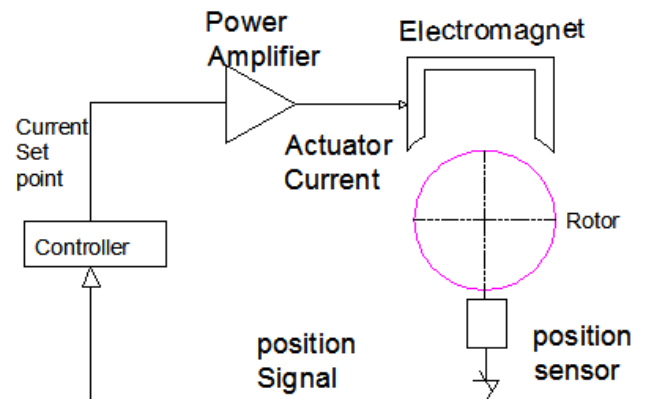 Power
Amplifier
Electromagnet
Current
Set
point
Actuator
Current
Controller
Rotor
position
Signal
position
sensor